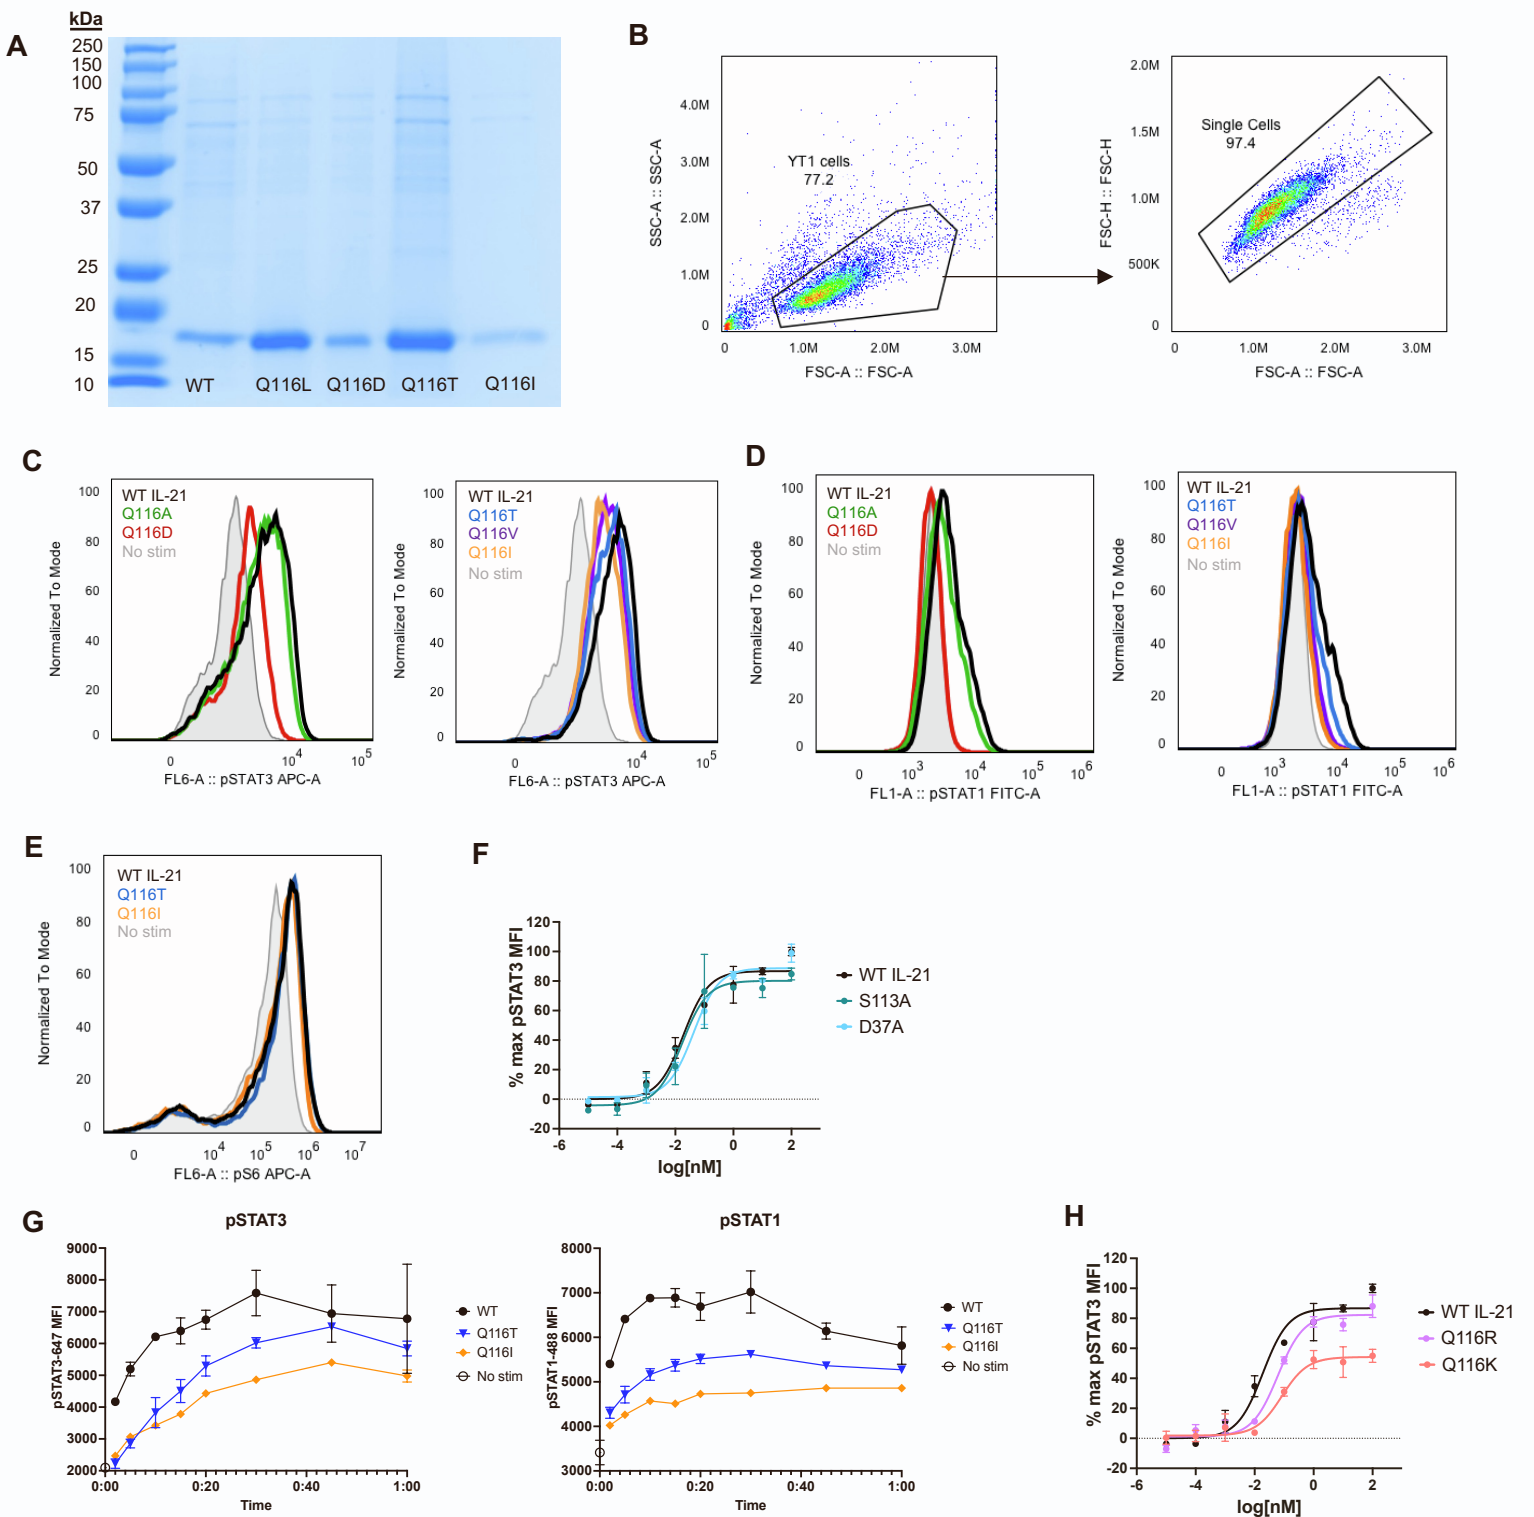 A
kDa
250
150
100
75
50
37
25
20
15
10
WT Q116L Q116D Q116T Q116I
B
SSC-A :: SSC-A
4.0M
3.0M
2.0M
1.0M
0
YT1 cells
77.2
0 1.0M 2.0M 3.0M
FSC-A :: FSC-A
FSC-H :: FSC-H
2.0M
1.5M
1.0M
500K
0
Single Cells
97.4
0 1.0M 2.0M 3.0M
FSC-A :: FSC-A
C
Normalized To Mode
100
80
60
40
20
0
WT IL-21
Q116A
Q116D
No stim
0 10^4 10^5
FL6-A :: pSTAT3 APC-A
Normalized To Mode
100
80
60
40
20
0
WT IL-21
Q116T
Q116V
Q116I
No stim
0 10^4 10^5
FL6-A :: pSTAT3 APC-A
D
Normalized To Mode
100
80
60
40
20
0
WT IL-21
Q116A
Q116D
No stim
0 10^3 10^4 10^5 10^6
FL1-A :: pSTAT1 FITC-A
Normalized To Mode
100
80
60
40
20
0
WT IL-21
Q116T
Q116V
Q116I
No stim
0 10^3 10^4 10^5 10^6
FL1-A :: pSTAT1 FITC-A
E
Normalized To Mode
100
80
60
40
20
0
WT IL-21
Q116T
Q116I
No stim
0 10^4 10^5 10^6 10^7
FL6-A :: pS6 APC-A
F
% max pSTAT3 MFI
120
100
80
60
40
20
0
-20
-6 -4 -2 0 2
log[nM]
WT IL-21
S113A
D37A
G
pSTAT3
pSTAT3-647 MFI
9000
8000
7000
6000
5000
4000
3000
2000
0:00 0:20 0:40 1:00
Time
WT
Q116T
Q116I
No stim
pSTAT1
pSTAT1-488 MFI
8000
7000
6000
5000
4000
3000
0:00 0:20 0:40 1:00
Time
WT
Q116T
Q116I
No stim
H
% max pSTAT3 MFI
120
100
80
60
40
20
0
-20
-6 -4 -2 0 2
log[nM]
WT IL-21
Q116R
Q116K